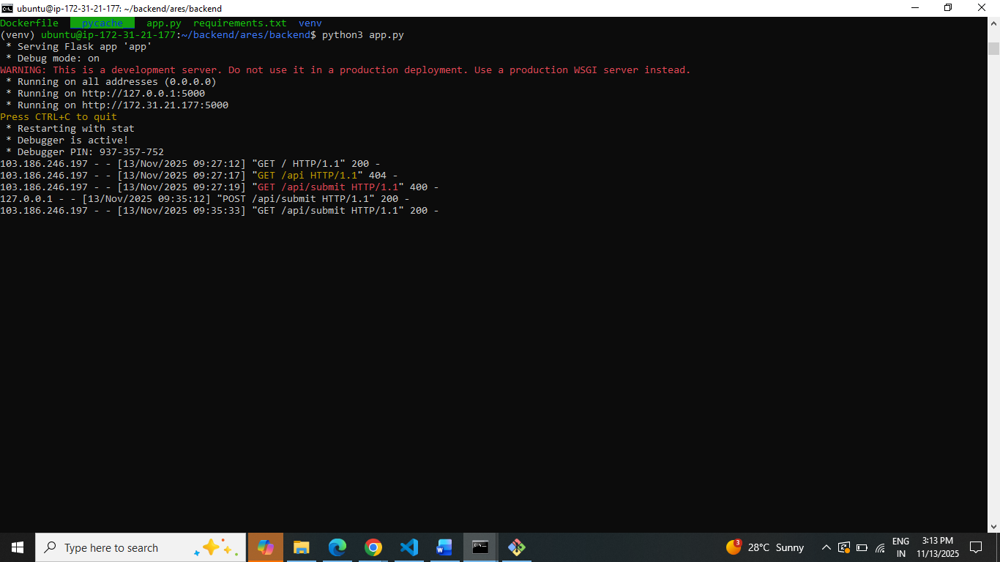 ubuntu@ip-172-31-21-177: ~/backend/ares/backend
Dockerfile  __pycache__  app.py  requirements.txt  venv
(venv) ubuntu@ip-172-31-21-177:~/backend/ares/backend$ python3 app.py
 * Serving Flask app 'app'
 * Debug mode: on
WARNING: This is a development server. Do not use it in a production deployment. Use a production WSGI server instead.
 * Running on all addresses (0.0.0.0)
 * Running on http://127.0.0.1:5000
 * Running on http://172.31.21.177:5000
Press CTRL+C to quit
 * Restarting with stat
 * Debugger is active!
 * Debugger PIN: 937-357-752
103.186.246.197 - - [13/Nov/2025 09:27:12] "GET / HTTP/1.1" 200 -
103.186.246.197 - - [13/Nov/2025 09:27:17] "GET /api HTTP/1.1" 404 -
103.186.246.197 - - [13/Nov/2025 09:27:19] "GET /api/submit HTTP/1.1" 400 -
127.0.0.1 - - [13/Nov/2025 09:35:12] "POST /api/submit HTTP/1.1" 200 -
103.186.246.197 - - [13/Nov/2025 09:35:33] "GET /api/submit HTTP/1.1" 200 -
Type here to search
3
28°C Sunny
ENG
IN
3:13 PM
11/13/2025